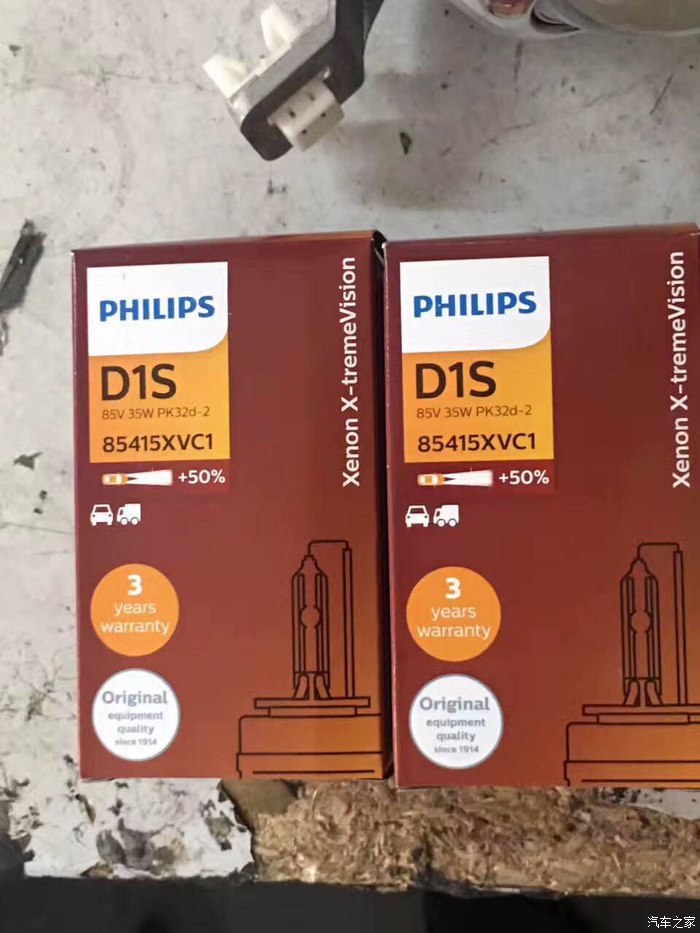 PHILIPS
D1S
85V 35W PK32d-2
85415XVC1
+50%
Xenon X-tremeVision
3
years
warranty
Original
equipment
quality
since 1914
PHILIPS
D1S
85V 35W PK32d-2
85415XVC1
+50%
Xenon X-tremeVision
3
years
warranty
Original
equipment
quality
since 1914
汽车之家